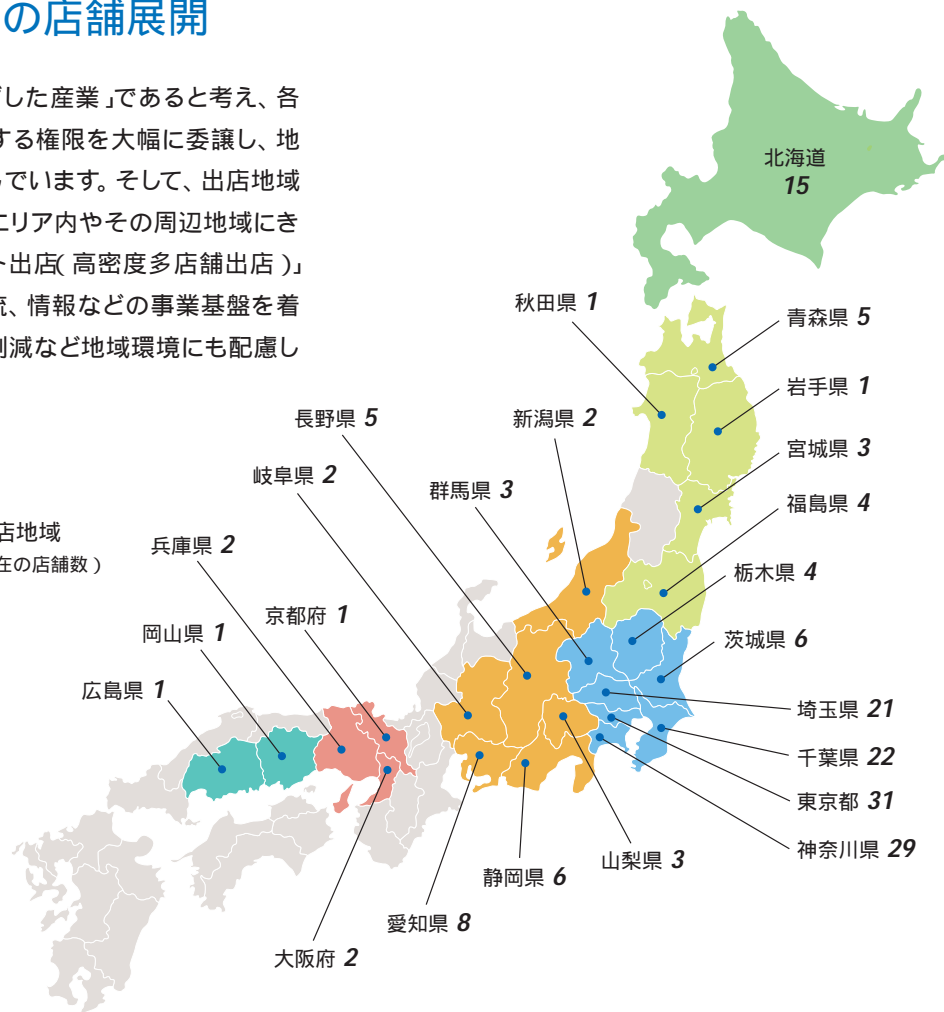 の店舗展開
した産業」であると考え、各
する権限を大幅に委譲し、地
でいます。そして、出店地域
エリア内やその周辺地域にき
ト出店(高密度多店舗出店)」
流、情報などの事業基盤を着
削減など地域環境にも配慮し
店地域
在の店舗数)
北海道
15
秋田県 1
青森県 5
岩手県 1
宮城県 3
福島県 4
長野県 5
新潟県 2
岐阜県 2
群馬県 3
兵庫県 2
栃木県 4
京都府 1
茨城県 6
岡山県 1
広島県 1
埼玉県 21
千葉県 22
東京都 31
神奈川県 29
山梨県 3
静岡県 6
愛知県 8
大阪府 2